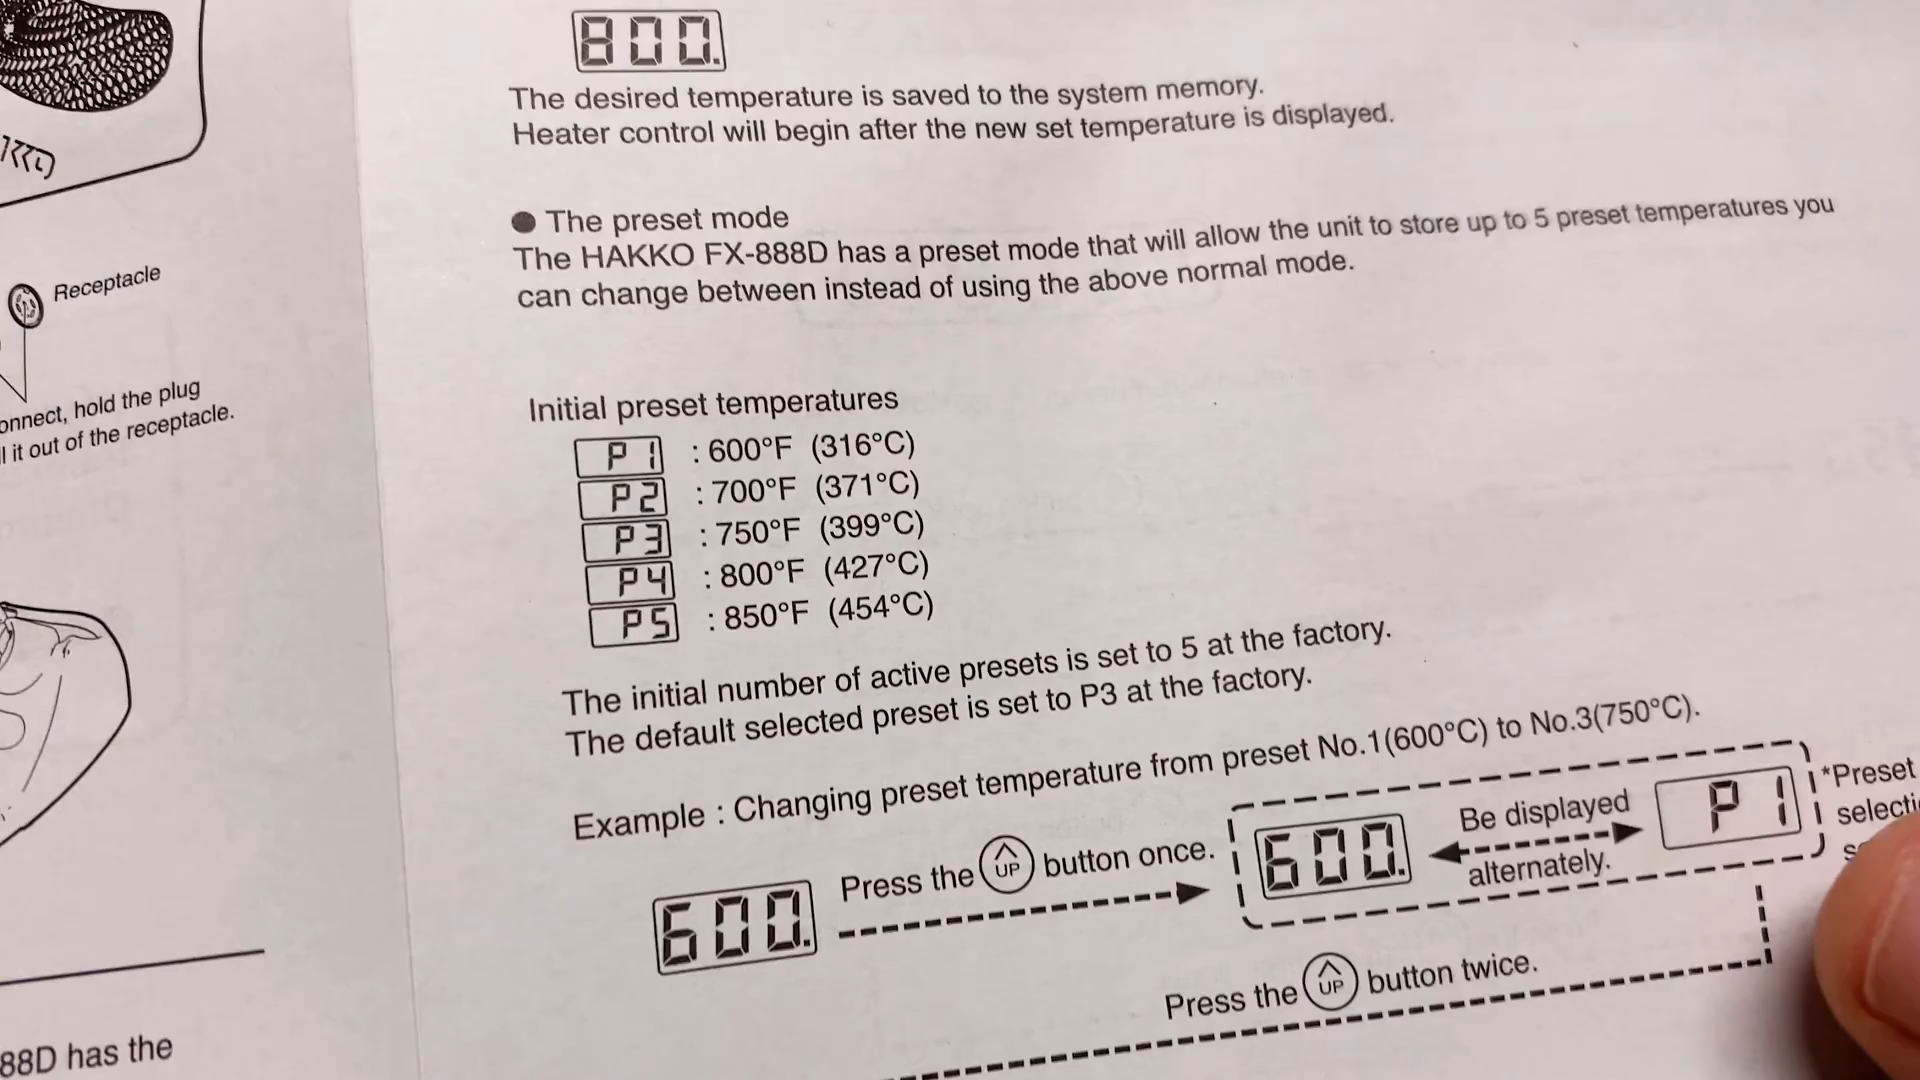 800.
The desired temperature is saved to the system memory.
Heater control will begin after the new set temperature is displayed.
● The preset mode
The HAKKO FX-888D has a preset mode that will allow the unit to store up to 5 preset temperatures you
can change between instead of using the above normal mode.
Receptacle
onnect, hold the plug
l it out of the receptacle.
Initial preset temperatures
P1 : 600°F (316°C)
P2 : 700°F (371°C)
P3 : 750°F (399°C)
P4 : 800°F (427°C)
P5 : 850°F (454°C)
The initial number of active presets is set to 5 at the factory.
The default selected preset is set to P3 at the factory.
Example : Changing preset temperature from preset No.1(600°C) to No.3(750°C).
600.
Press the UP button once.
600.
Be displayed
alternately.
P1
*Preset
selecti
Press the UP button twice.
88D has the